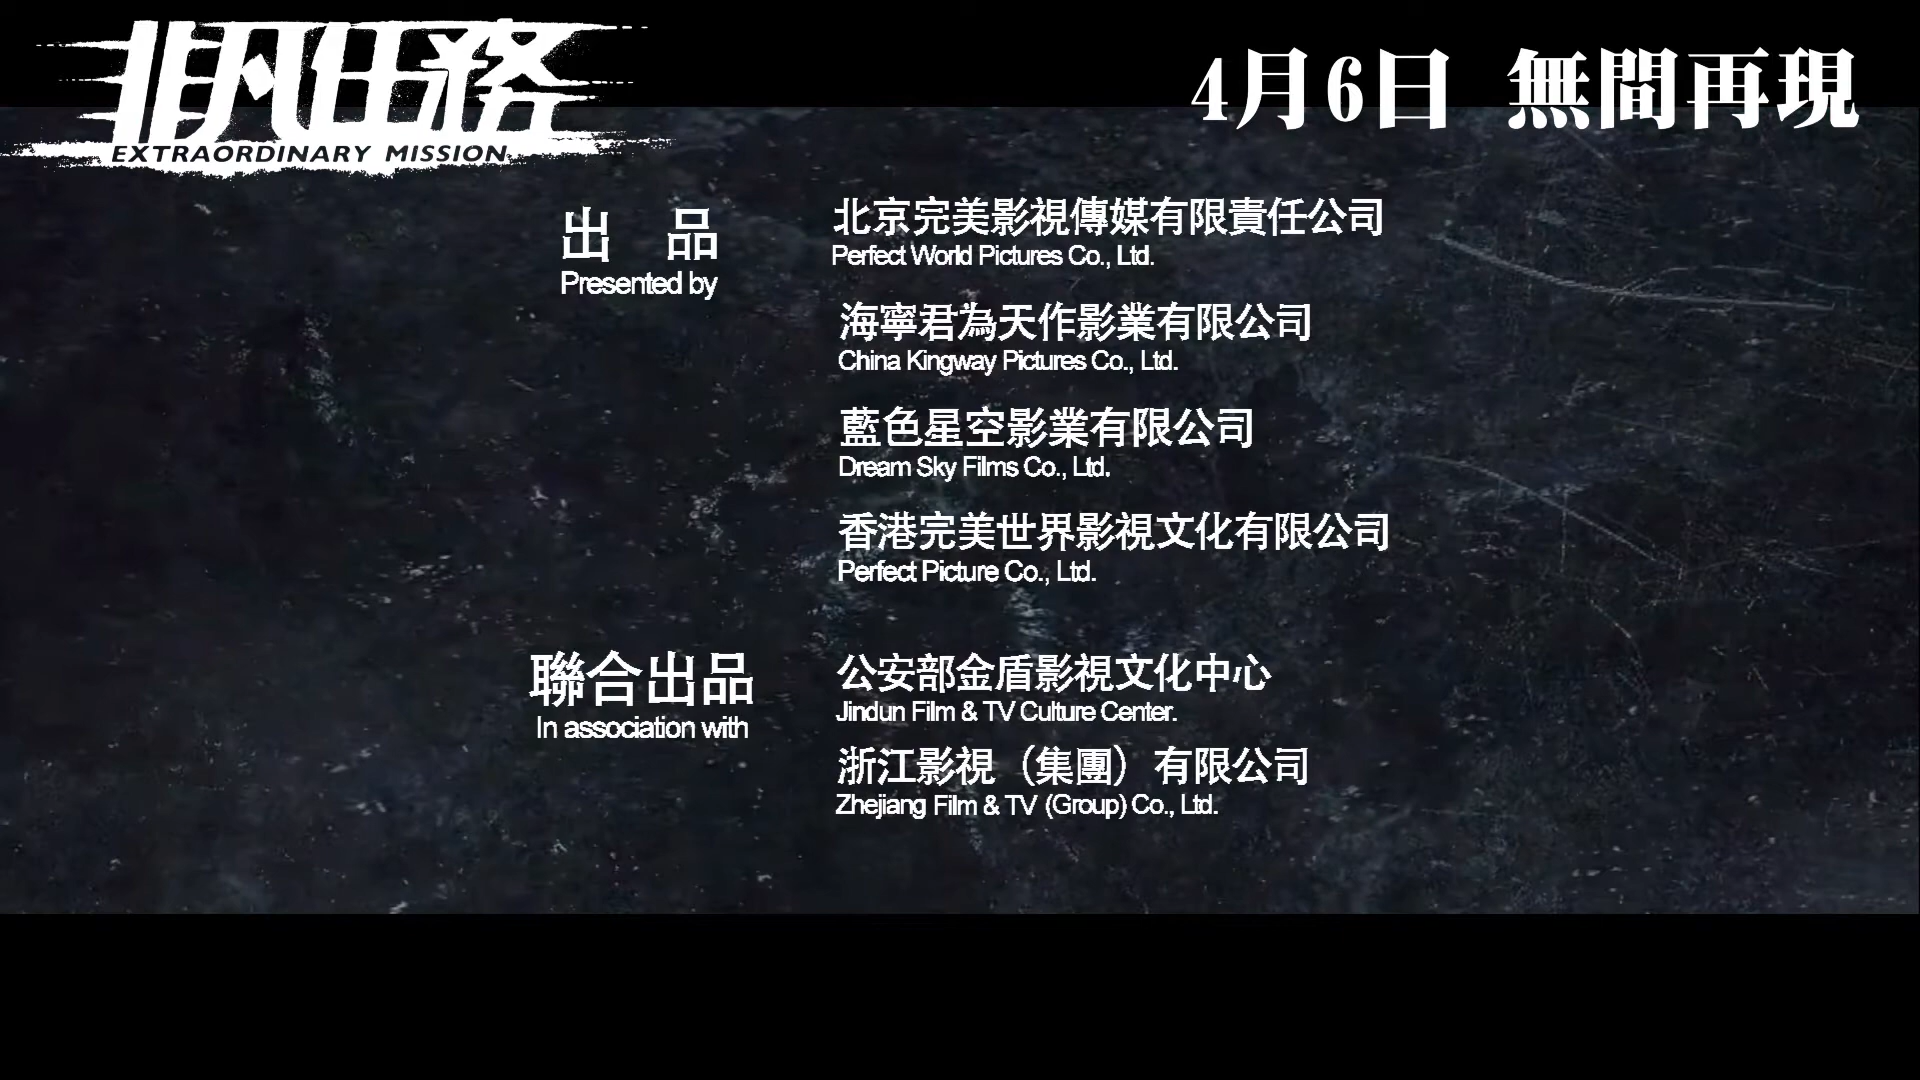 非凡任務
EXTRAORDINARY MISSION
4月6日 無間再現
出 品
Presented by
北京完美影視傳媒有限責任公司
Perfect World Pictures Co., Ltd.
海寧君為天作影業有限公司
China Kingway Pictures Co., Ltd.
藍色星空影業有限公司
Dream Sky Films Co., Ltd.
香港完美世界影視文化有限公司
Perfect Picture Co., Ltd.
聯合出品
In association with
公安部金盾影視文化中心
Jindun Film & TV Culture Center.
浙江影視（集團）有限公司
Zhejiang Film & TV (Group) Co., Ltd.